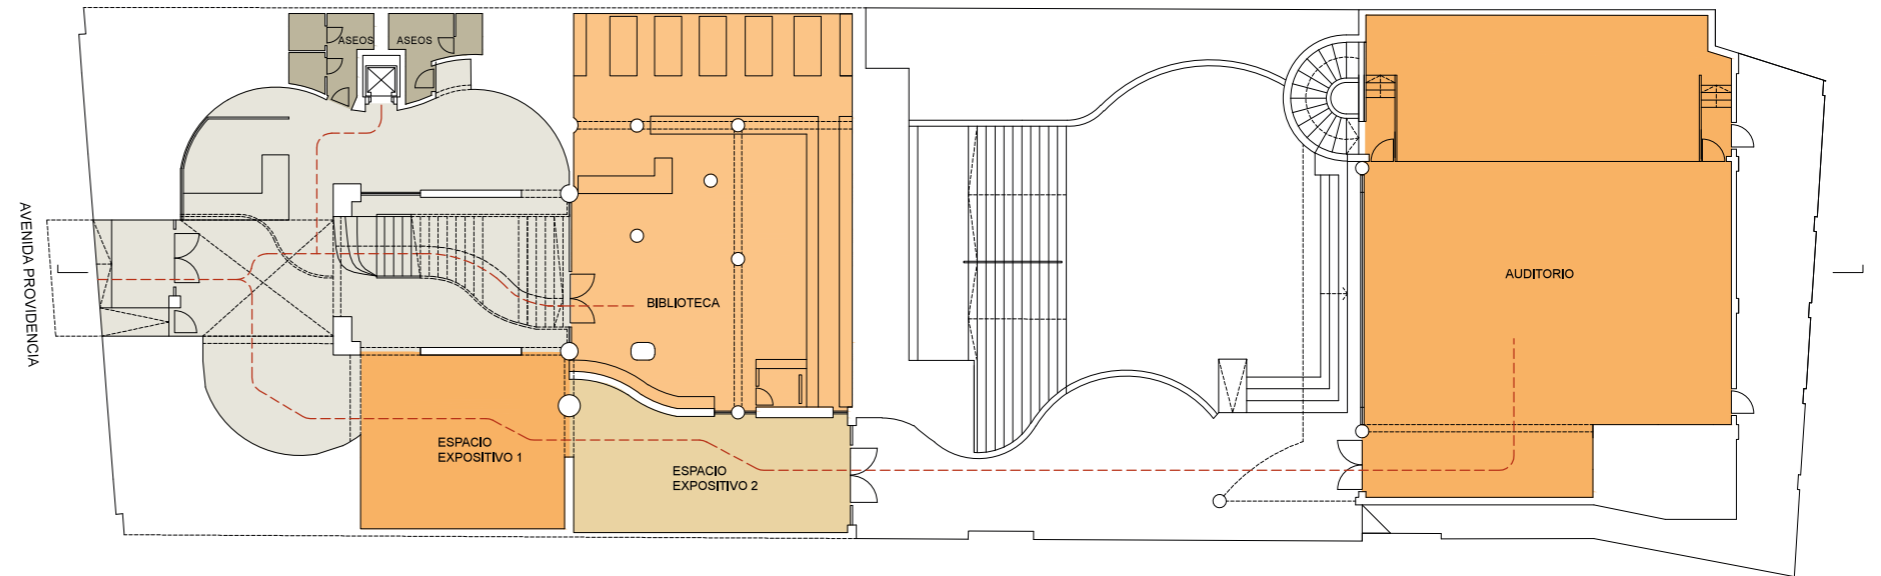 ASEOS
ASEOS
AVENIDA PROVIDENCIA
BIBLIOTECA
AUDITORIO
ESPACIO
EXPOSITIVO 1
ESPACIO
EXPOSITIVO 2